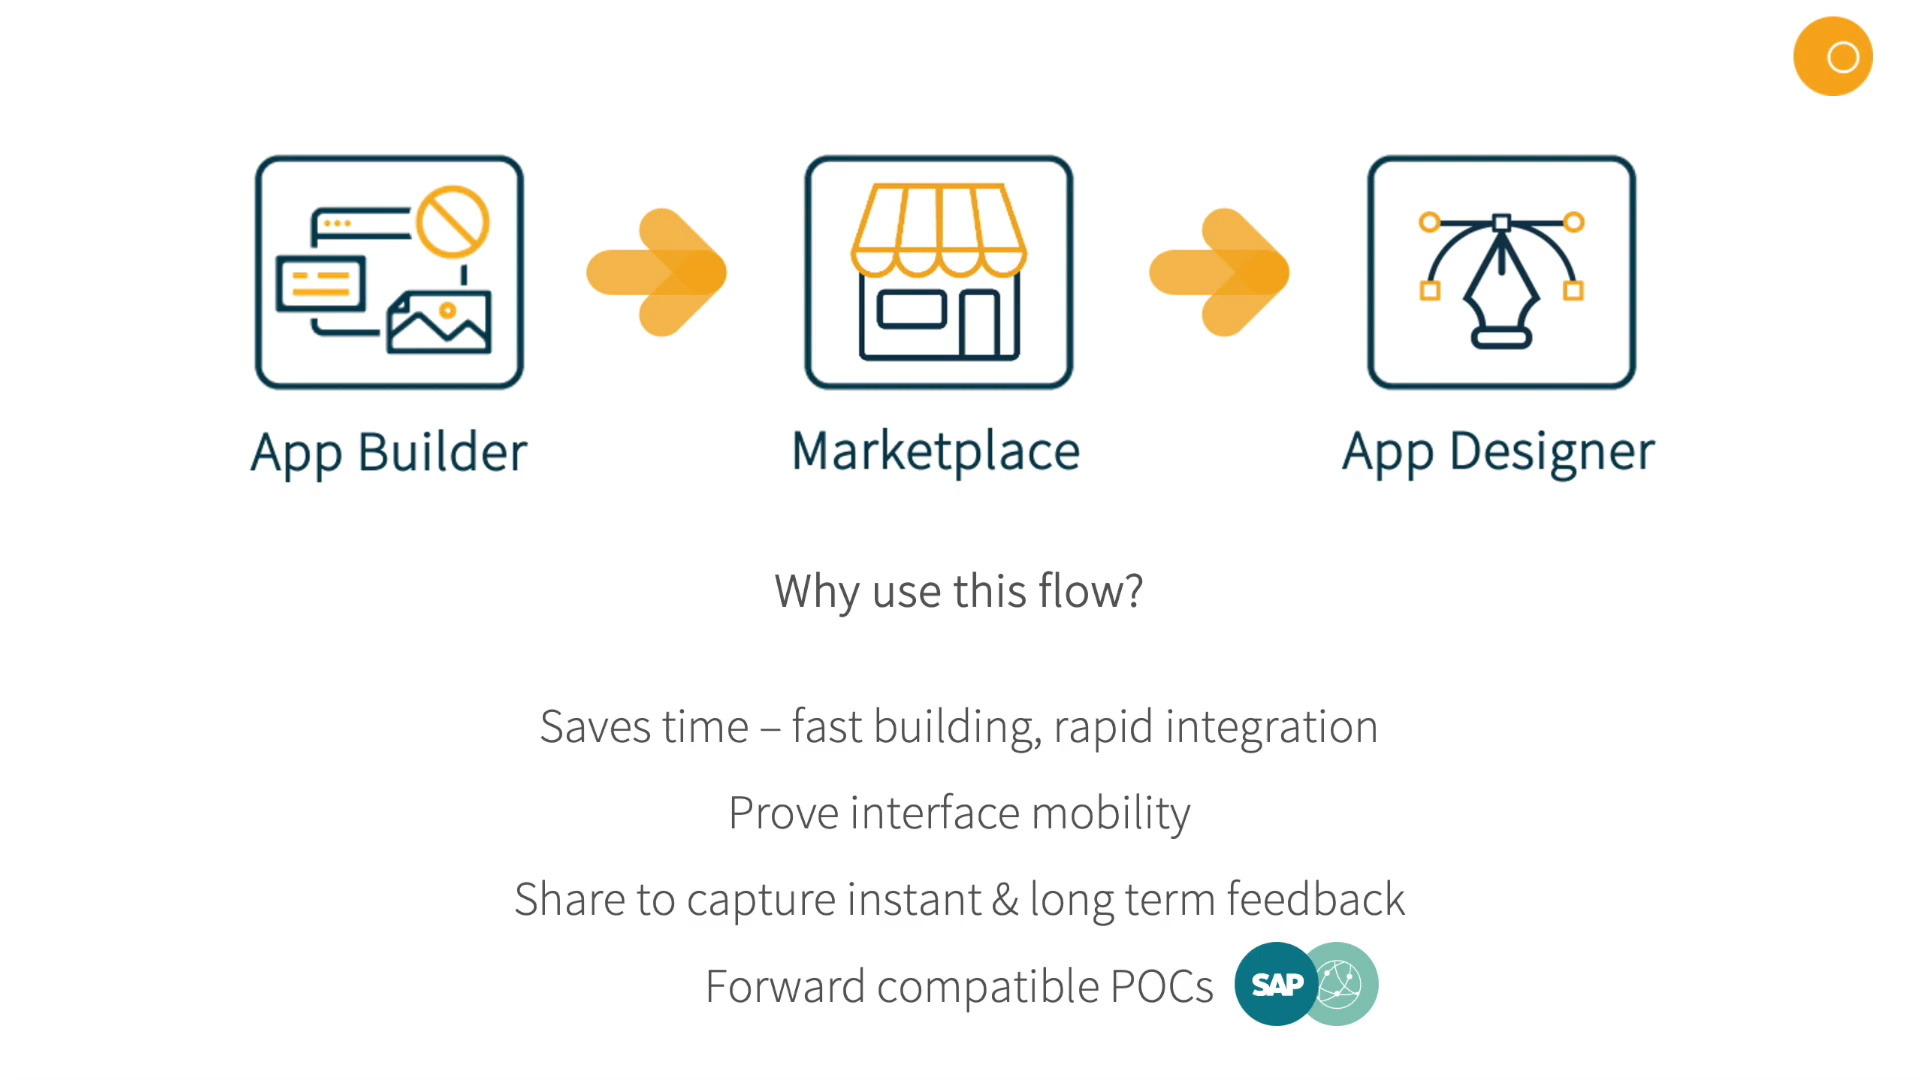 App Builder
Marketplace
App Designer
Why use this flow?
Saves time – fast building, rapid integration
Prove interface mobility
Share to capture instant & long term feedback
Forward compatible POCs
SAP